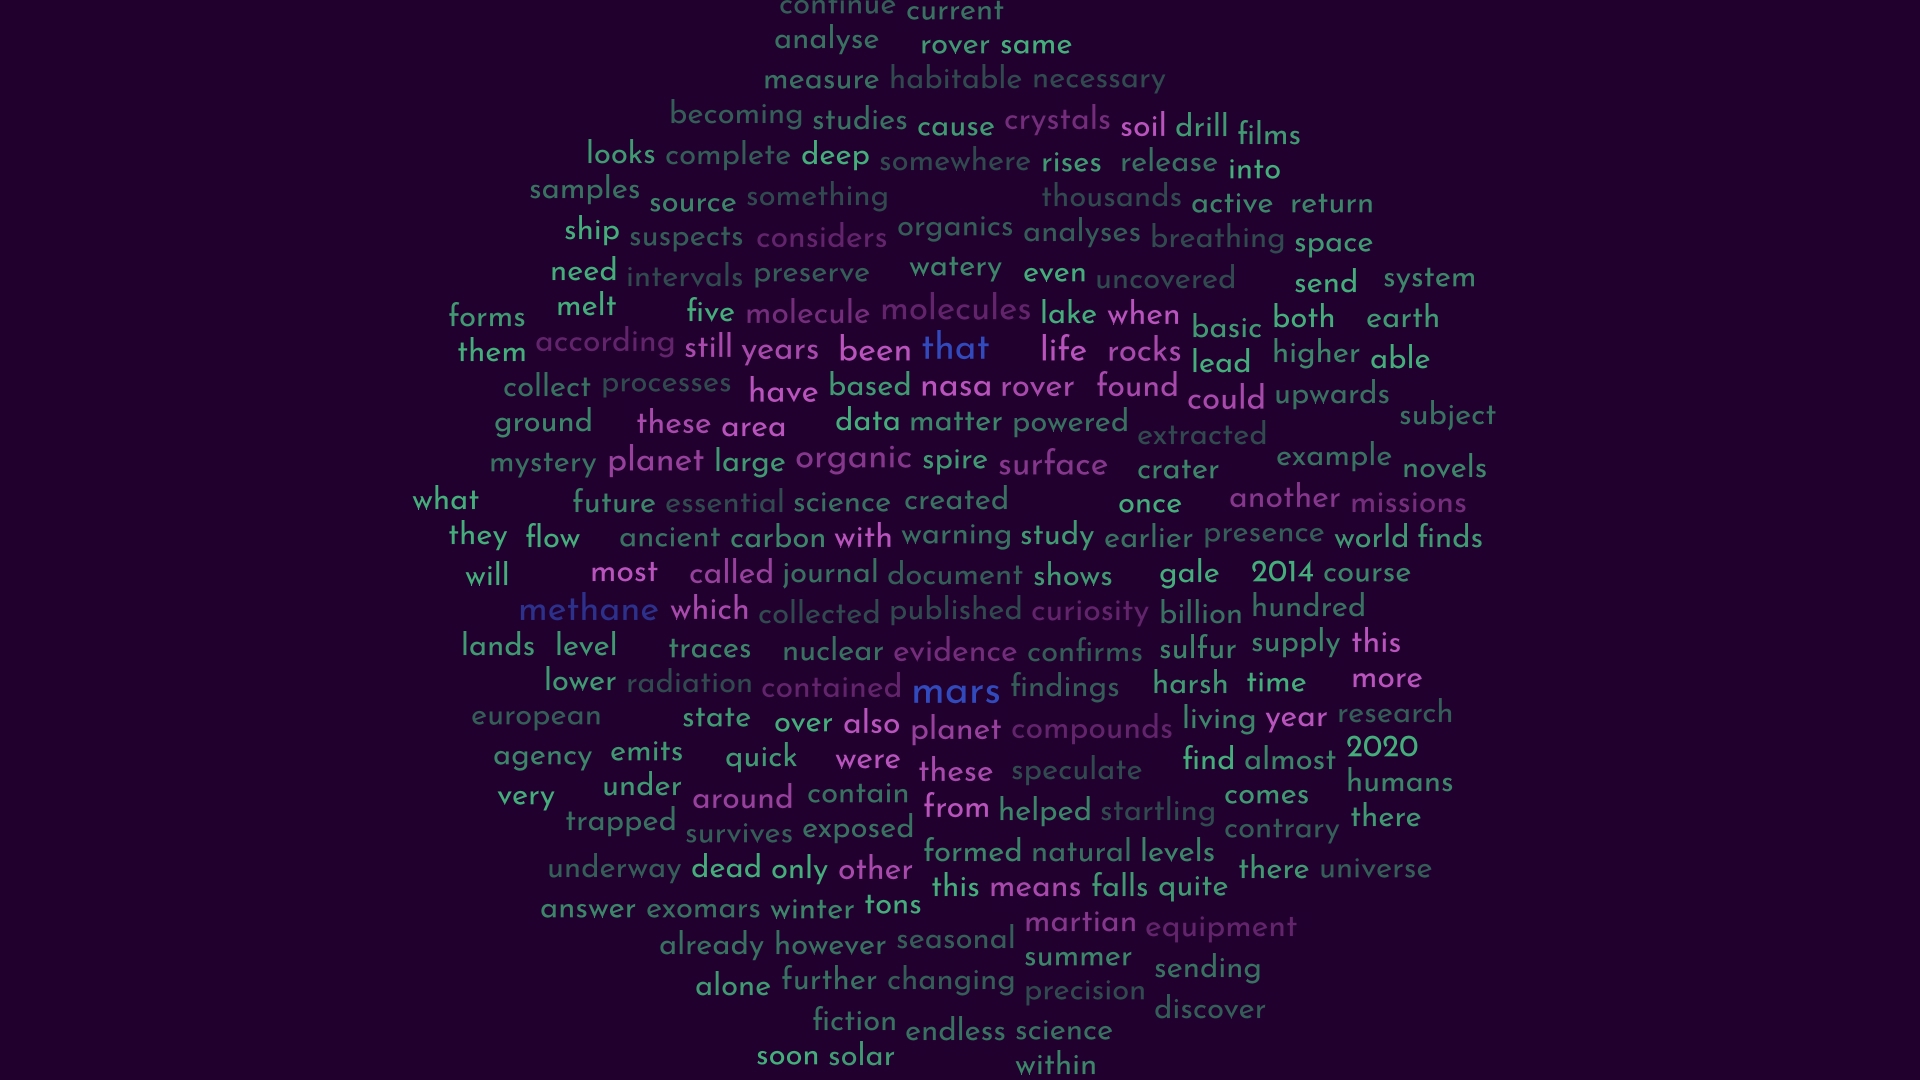 continue current
analyse rover same
measure habitable necessary
becoming studies cause crystals soil drill films
looks complete deep somewhere rises release into
samples source something thousands active return
ship suspects considers organics analyses breathing space
need intervals preserve watery even uncovered send system
forms melt five molecule molecules lake when basic both earth
them according still years been that life rocks lead higher able
collect processes have based nasa rover found could upwards subject
ground these area data matter powered extracted
mystery planet large organic spire surface crater example novels
what future essential science created once another missions
they flow ancient carbon with warning study earlier presence world finds
will most called journal document shows gale 2014 course
methane which collected published curiosity billion hundred
lands level traces nuclear evidence confirms sulfur supply this
lower radiation contained mars findings harsh time more
european state over also planet compounds living year research
agency emits quick were these speculate find almost 2020
very under around contain from helped startling comes humans
trapped survives exposed contrary there
underway dead only other formed natural levels there universe
this means falls quite
answer exomars winter tons martian equipment
already however seasonal summer sending
alone further changing precision discover
fiction endless science
soon solar within